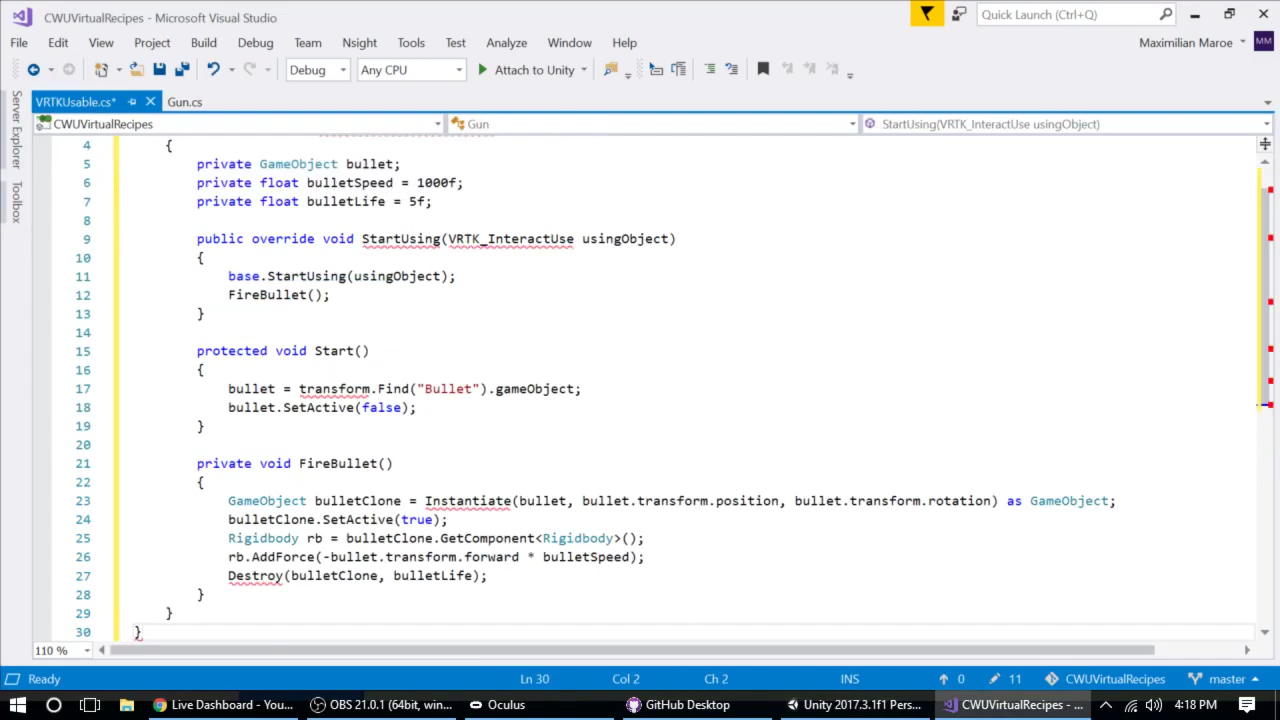 CWUVirtualRecipes - Microsoft Visual Studio
Quick Launch (Ctrl+Q)
File Edit View Project Build Debug Team Nsight Tools Test Analyze Window Help
Maximilian Maroe MM
Debug Any CPU Attach to Unity
Server Explorer
Toolbox
VRTKUsable.cs* Gun.cs
CWUVirtualRecipes Gun StartUsing(VRTK_InteractUse usingObject)
4 {
5 private GameObject bullet;
6 private float bulletSpeed = 1000f;
7 private float bulletLife = 5f;
8
9 public override void StartUsing(VRTK_InteractUse usingObject)
10 {
11 base.StartUsing(usingObject);
12 FireBullet();
13 }
14
15 protected void Start()
16 {
17 bullet = transform.Find("Bullet").gameObject;
18 bullet.SetActive(false);
19 }
20
21 private void FireBullet()
22 {
23 GameObject bulletClone = Instantiate(bullet, bullet.transform.position, bullet.transform.rotation) as GameObject;
24 bulletClone.SetActive(true);
25 Rigidbody rb = bulletClone.GetComponent<Rigidbody>();
26 rb.AddForce(-bullet.transform.forward * bulletSpeed);
27 Destroy(bulletClone, bulletLife);
28 }
29 }
30 }
110 %
Ready Ln 30 Col 2 Ch 2 INS 0 11 CWUVirtualRecipes master
Live Dashboard - You... OBS 21.0.1 (64bit, win... Oculus GitHub Desktop Unity 2017.3.1f1 Pers... CWUVirtualRecipes - ... 4:18 PM